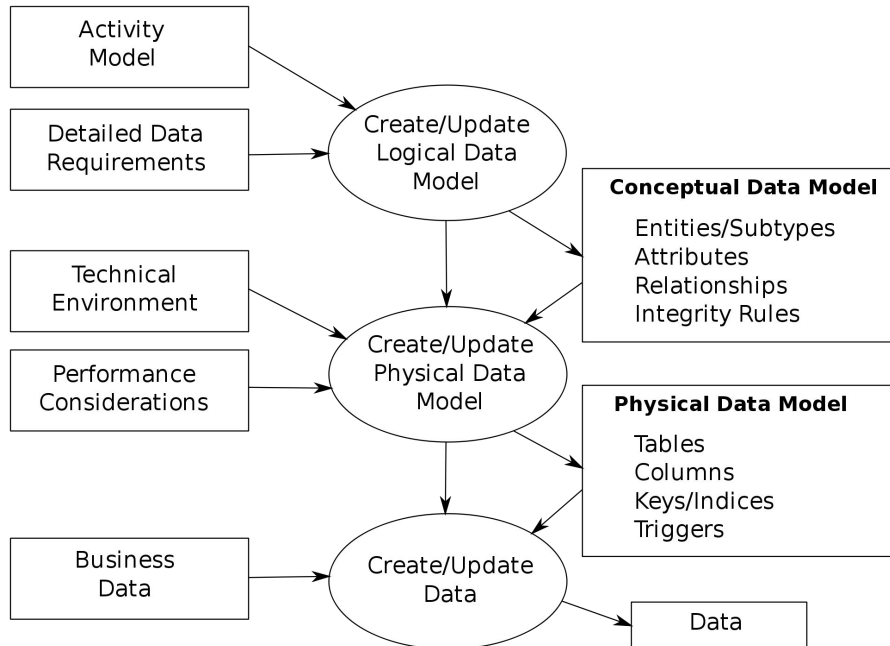 Activity
Model
Detailed Data
Requirements
Create/Update
Logical Data
Model
Conceptual Data Model
Entities/Subtypes
Attributes
Relationships
Integrity Rules
Technical
Environment
Performance
Considerations
Create/Update
Physical Data
Model
Physical Data Model
Tables
Columns
Keys/Indices
Triggers
Business
Data
Create/Update
Data
Data